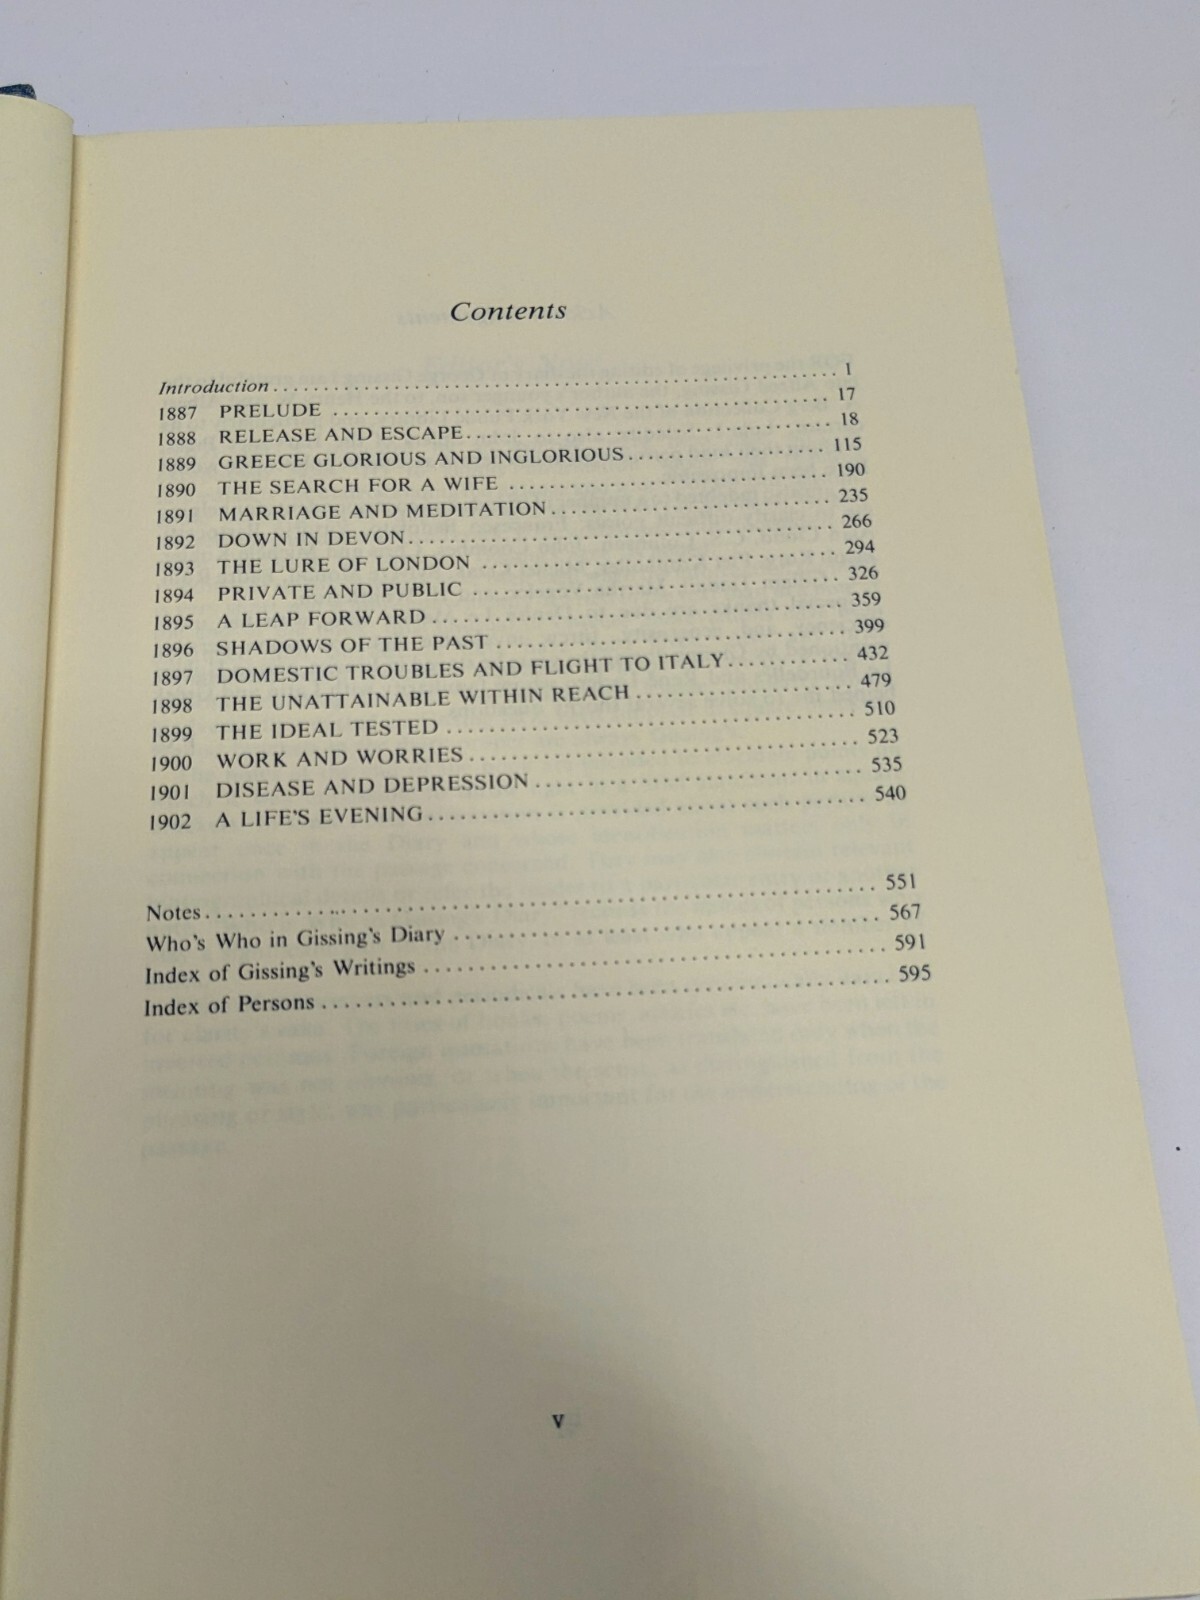 Contents
Introduction ........ 1
1887 PRELUDE ........ 17
1888 RELEASE AND ESCAPE ........ 18
1889 GREECE GLORIOUS AND INGLORIOUS ........ 115
1890 THE SEARCH FOR A WIFE ........ 190
1891 MARRIAGE AND MEDITATION ........ 235
1892 DOWN IN DEVON ........ 266
1893 THE LURE OF LONDON ........ 294
1894 PRIVATE AND PUBLIC ........ 326
1895 A LEAP FORWARD ........ 359
1896 SHADOWS OF THE PAST ........ 399
1897 DOMESTIC TROUBLES AND FLIGHT TO ITALY ........ 432
1898 THE UNATTAINABLE WITHIN REACH ........ 479
1899 THE IDEAL TESTED ........ 510
1900 WORK AND WORRIES ........ 523
1901 DISEASE AND DEPRESSION ........ 535
1902 A LIFE'S EVENING ........ 540
Notes ........ 551
Who's Who in Gissing's Diary ........ 567
Index of Gissing's Writings ........ 591
Index of Persons ........ 595
v